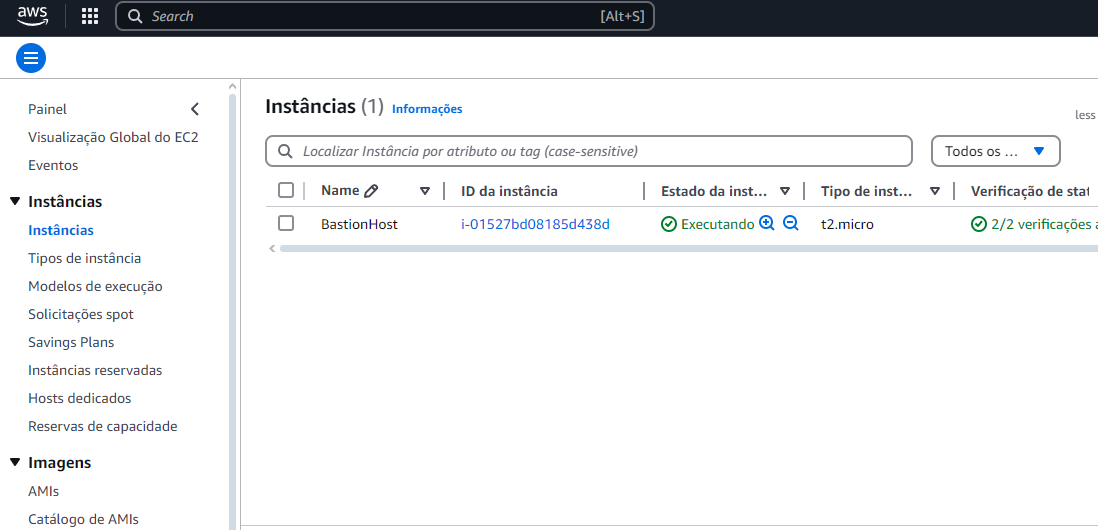 aws
Search [Alt+S]
Painel
Visualização Global do EC2
Eventos
Instâncias
Instâncias
Tipos de instância
Modelos de execução
Solicitações spot
Savings Plans
Instâncias reservadas
Hosts dedicados
Reservas de capacidade
Imagens
AMIs
Catálogo de AMIs
Instâncias (1) Informações
less
Localizar Instância por atributo ou tag (case-sensitive) Todos os ...
Name ID da instância Estado da inst... Tipo de inst... Verificação de stat
BastionHost i-01527bd08185d438d Executando t2.micro 2/2 verificações a